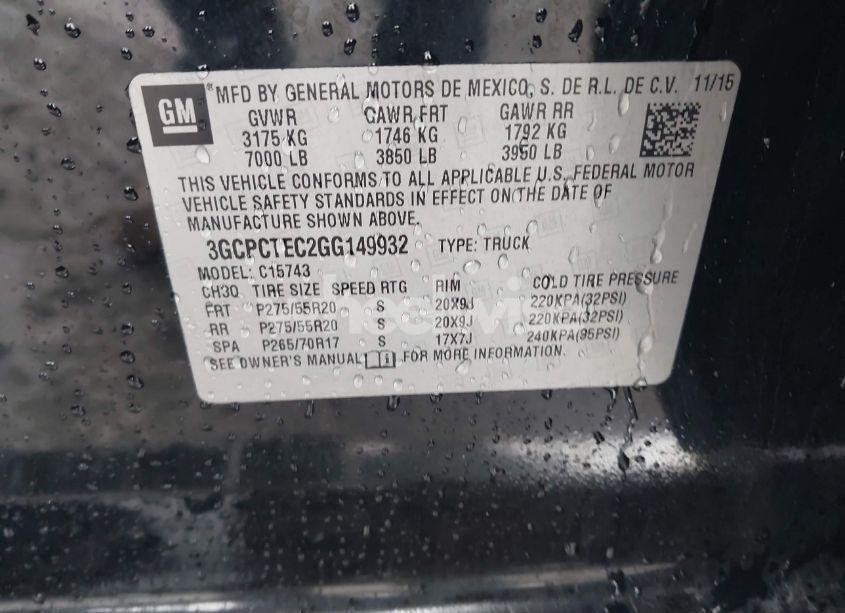 GM
*MFD BY GENERAL MOTORS DE MEXICO, S. DE R.L. DE C.V. 11/15
GVWR GAWR FRT GAWR RR
3175 KG 1746 KG 1792 KG
7000 LB 3850 LB 3950 LB
THIS VEHICLE CONFORMS TO ALL APPLICABLE U.S. FEDERAL MOTOR
VEHICLE SAFETY STANDARDS IN EFFECT ON THE DATE OF
MANUFACTURE SHOWN ABOVE.
3GCPCTEC2GG149932 TYPE: TRUCK
MODEL: C15743
CH3Q TIRE SIZE SPEED RTG RIM COLD TIRE PRESSURE
FRT P275/55R20 S 20X9J 220KPA(32PSI)
RR P275/55R20 S 20X9J 220KPA(32PSI)
SPA P265/70R17 S 17X7J 240KPA(35PSI)
SEE OWNER'S MANUAL FOR MORE INFORMATION.